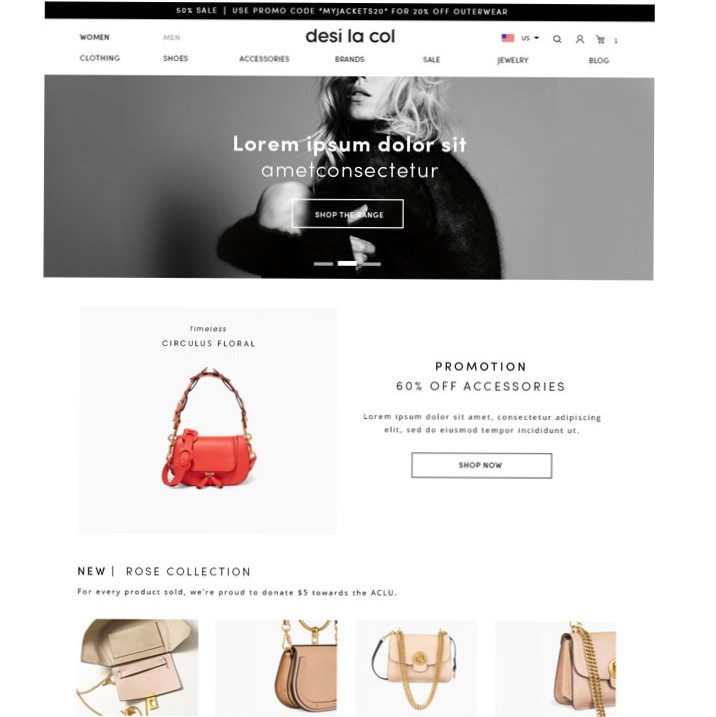 50% SALE | USE PROMO CODE "MYJACKETS20" FOR 20% OFF OUTERWEAR
WOMEN MEN desi la col US
CLOTHING SHOES ACCESSORIES BRANDS SALE JEWELRY BLOG
Lorem ipsum dolor sit
ametconsectetur
SHOP THE RANGE
Timeless
CIRCULUS FLORAL
PROMOTION
60% OFF ACCESSORIES
Lorem ipsum dolor sit amet, consectetur adipiscing
elit, sed do eiusmod tempor incididunt ut.
SHOP NOW
NEW | ROSE COLLECTION
For every product sold, we're proud to donate $5 towards the ACLU.